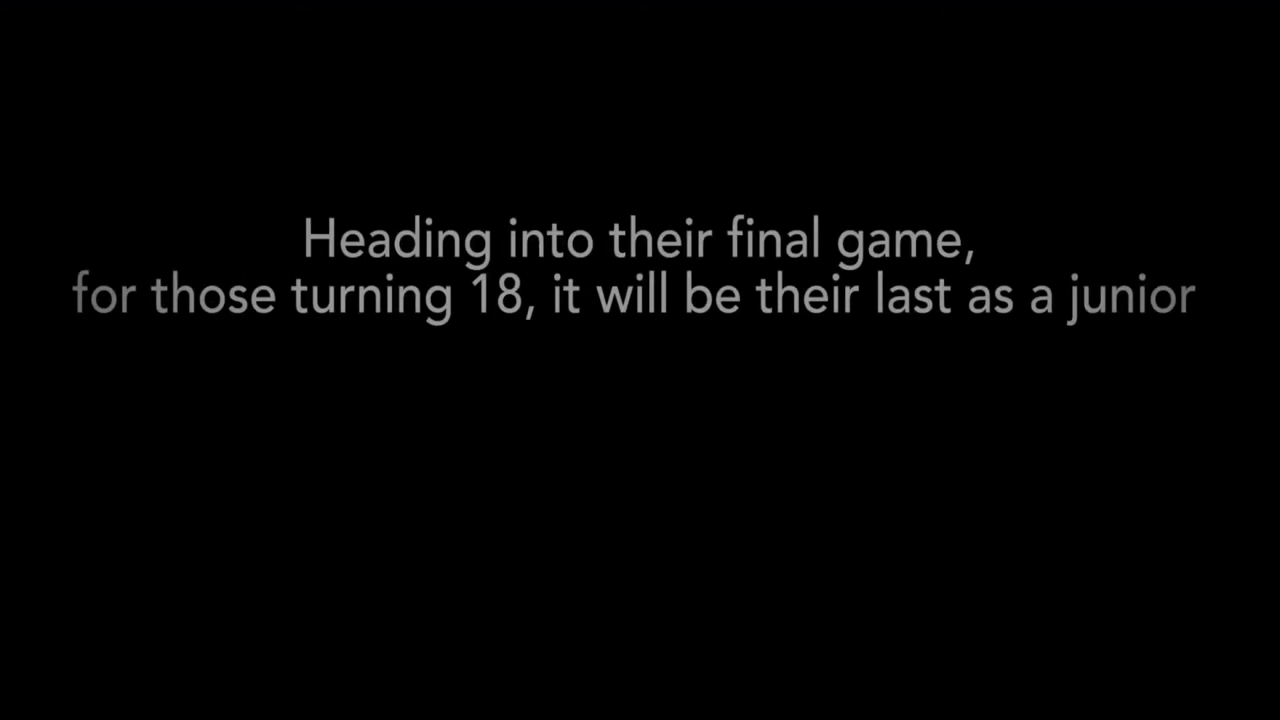 Heading into their final game,
for those turning 18, it will be their last as a junior